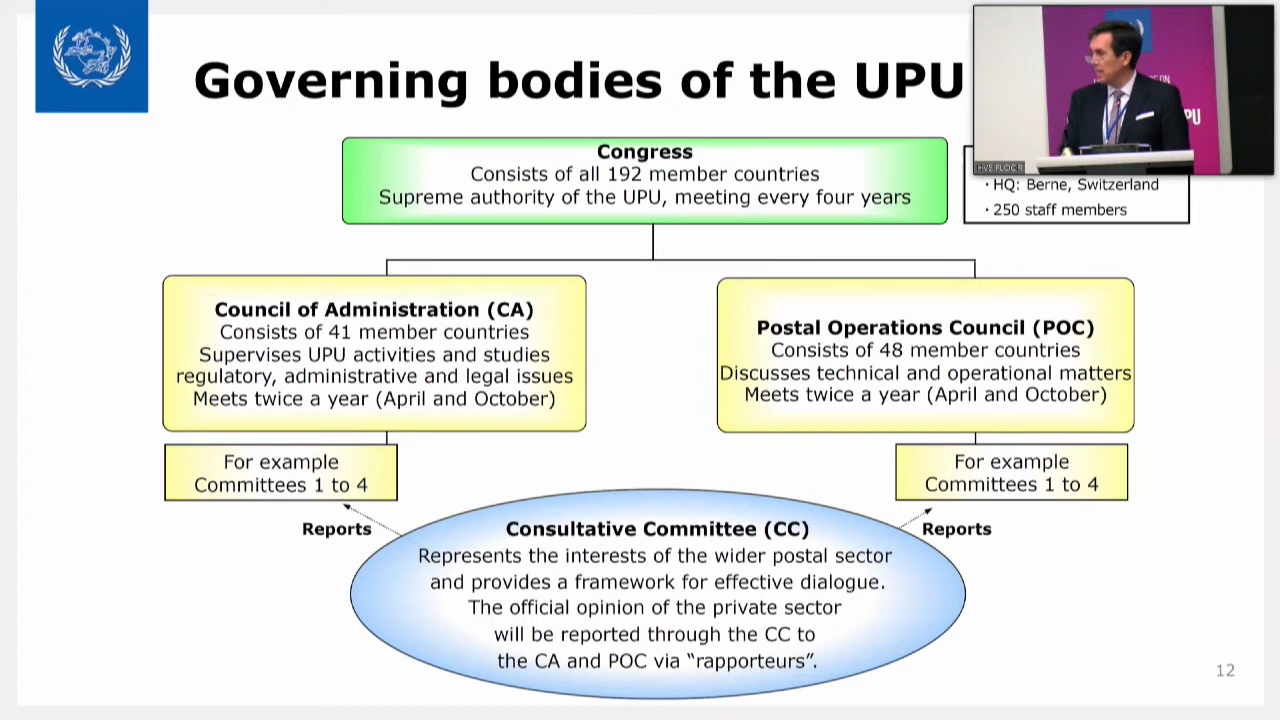 Governing bodies of the UPU
Congress
Consists of all 192 member countries
Supreme authority of the UPU, meeting every four years
· HQ: Berne, Switzerland
· 250 staff members
Council of Administration (CA)
Consists of 41 member countries
Supervises UPU activities and studies
regulatory, administrative and legal issues
Meets twice a year (April and October)
Postal Operations Council (POC)
Consists of 48 member countries
Discusses technical and operational matters
Meets twice a year (April and October)
For example
Committees 1 to 4
For example
Committees 1 to 4
Reports
Reports
Consultative Committee (CC)
Represents the interests of the wider postal sector
and provides a framework for effective dialogue.
The official opinion of the private sector
will be reported through the CC to
the CA and POC via “rapporteurs”.
12